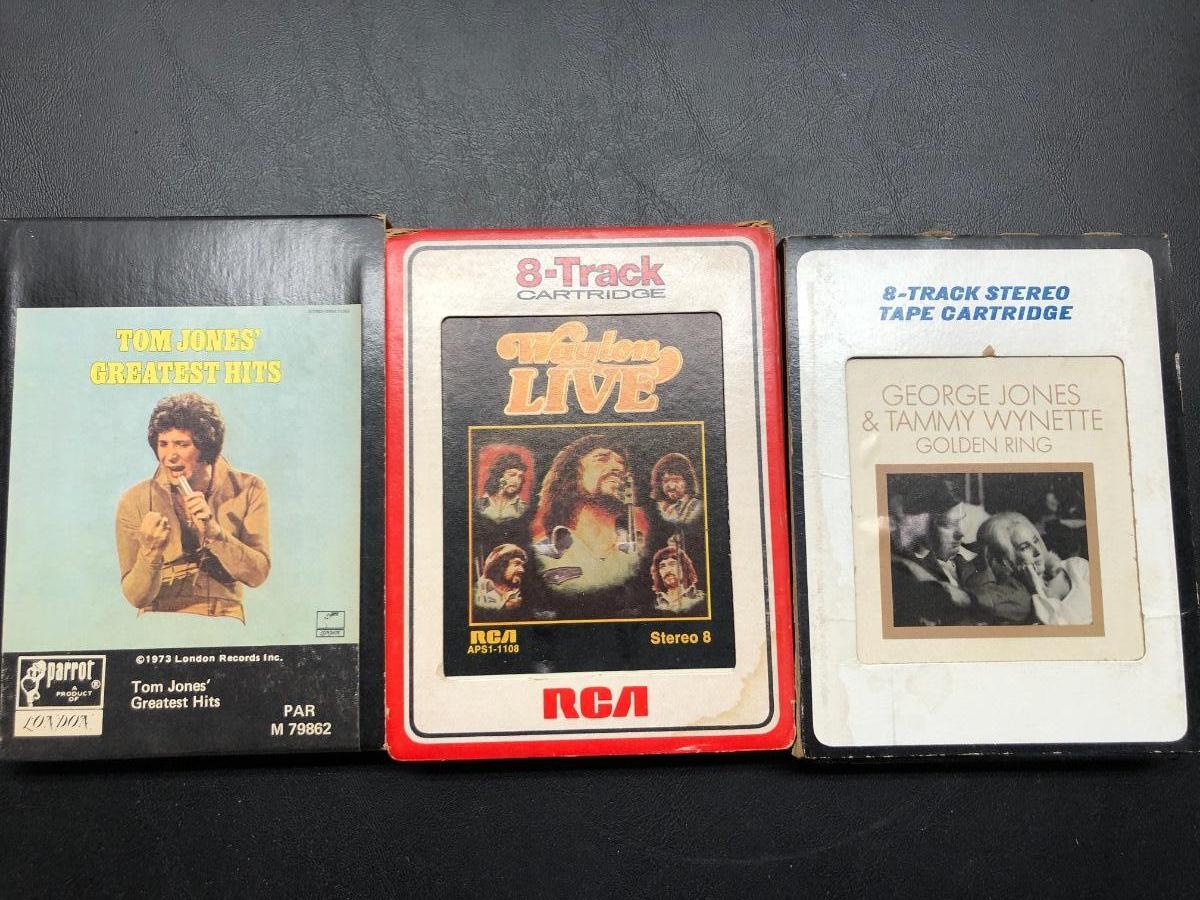 TOM JONES'
GREATEST HITS
parrot®
A
PRODUCT
OF
LONDON
©1973 London Records Inc.
Tom Jones'
Greatest Hits
PAR
M 79862
8-Track
CARTRIDGE
Waylon
LIVE
RCA
APS1-1108
Stereo 8
RCA
8-TRACK STEREO
TAPE CARTRIDGE
GEORGE JONES
& TAMMY WYNETTE
GOLDEN RING